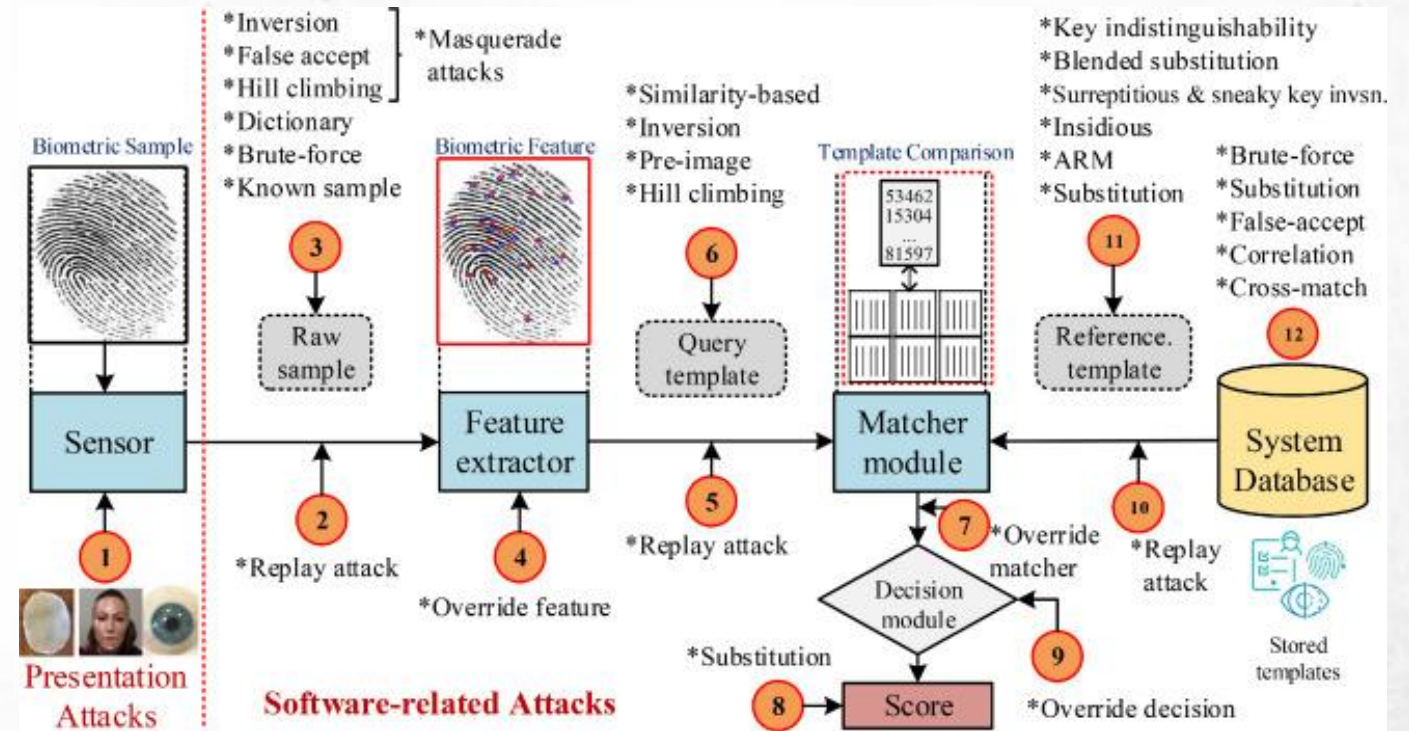 *Inversion
*False accept
*Hill climbing
*Dictionary
*Brute-force
*Known sample
*Masquerade
attacks
*Similarity-based
*Inversion
*Pre-image
*Hill climbing
*Key indistinguishability
*Blended substitution
*Surreptitious & sneaky key invsn.
*Insidious
*ARM
*Substitution
*Brute-force
*Substitution
*False-accept
*Correlation
*Cross-match
Biometric Sample
Biometric Feature
Template Comparison
53462
15304
...
81597
3
6
11
12
Raw
sample
Query
template
Reference.
template
Sensor
Feature
extractor
Matcher
module
System
Database
1
2
*Replay attack
4
*Override feature
5
*Replay attack
7
*Override
matcher
10
*Replay
attack
Decision
module
9
*Override decision
*Substitution
8
Score
Stored
templates
Presentation
Attacks
Software-related Attacks